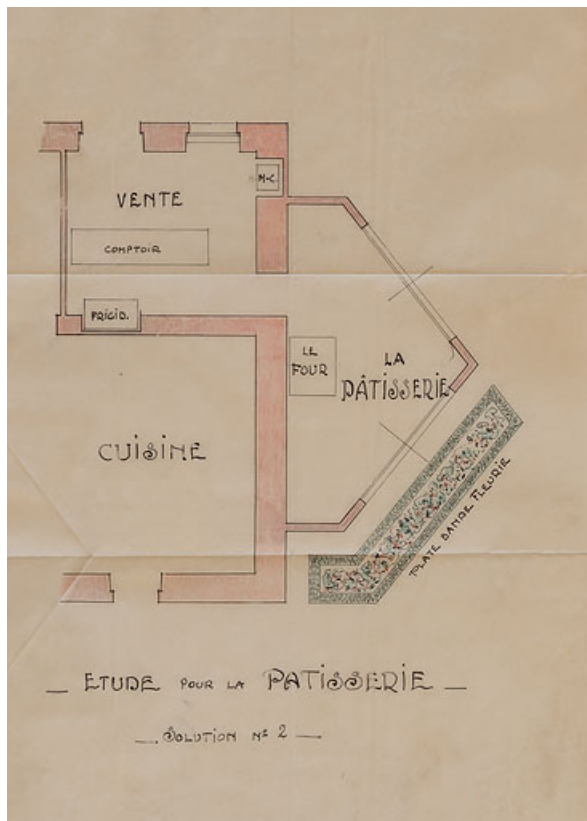 VENTE
M-C.
COMPTOIR
FRIGID.
LE
FOUR
LA
PÂTISSERIE
CUISINE
PLATE BANDE FLEURIE
— ETUDE POUR LA PATISSERIE —
— SOLUTION Nº 2 —